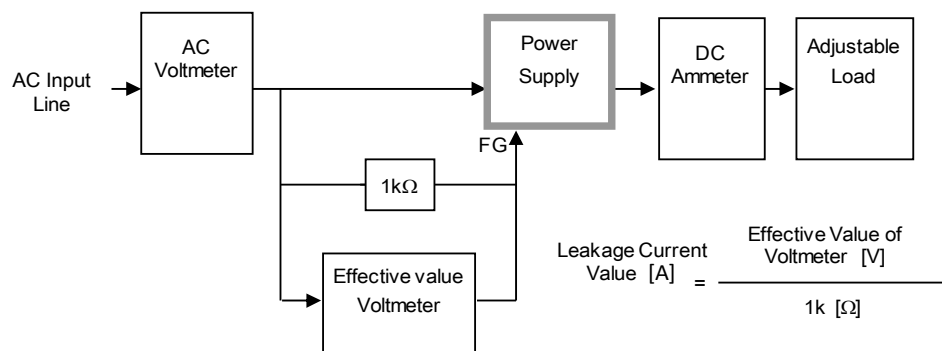 AC Input
Line
AC
Voltmeter
Power
Supply
DC
Ammeter
Adjustable
Load
FG
1kΩ
Effective value
Voltmeter
Leakage Current
Value [A]
=
Effective Value of
Voltmeter [V]
1k [Ω]